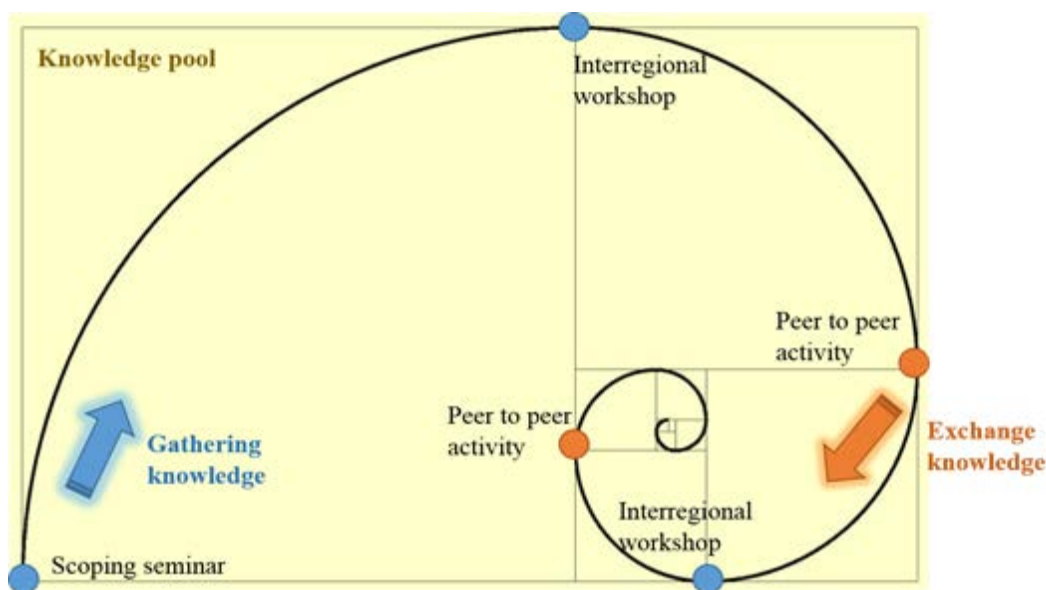 Knowledge pool
Interregional
workshop
Peer to peer
activity
Peer to peer
activity
Gathering
knowledge
Exchange
knowledge
Interregional
workshop
Scoping seminar